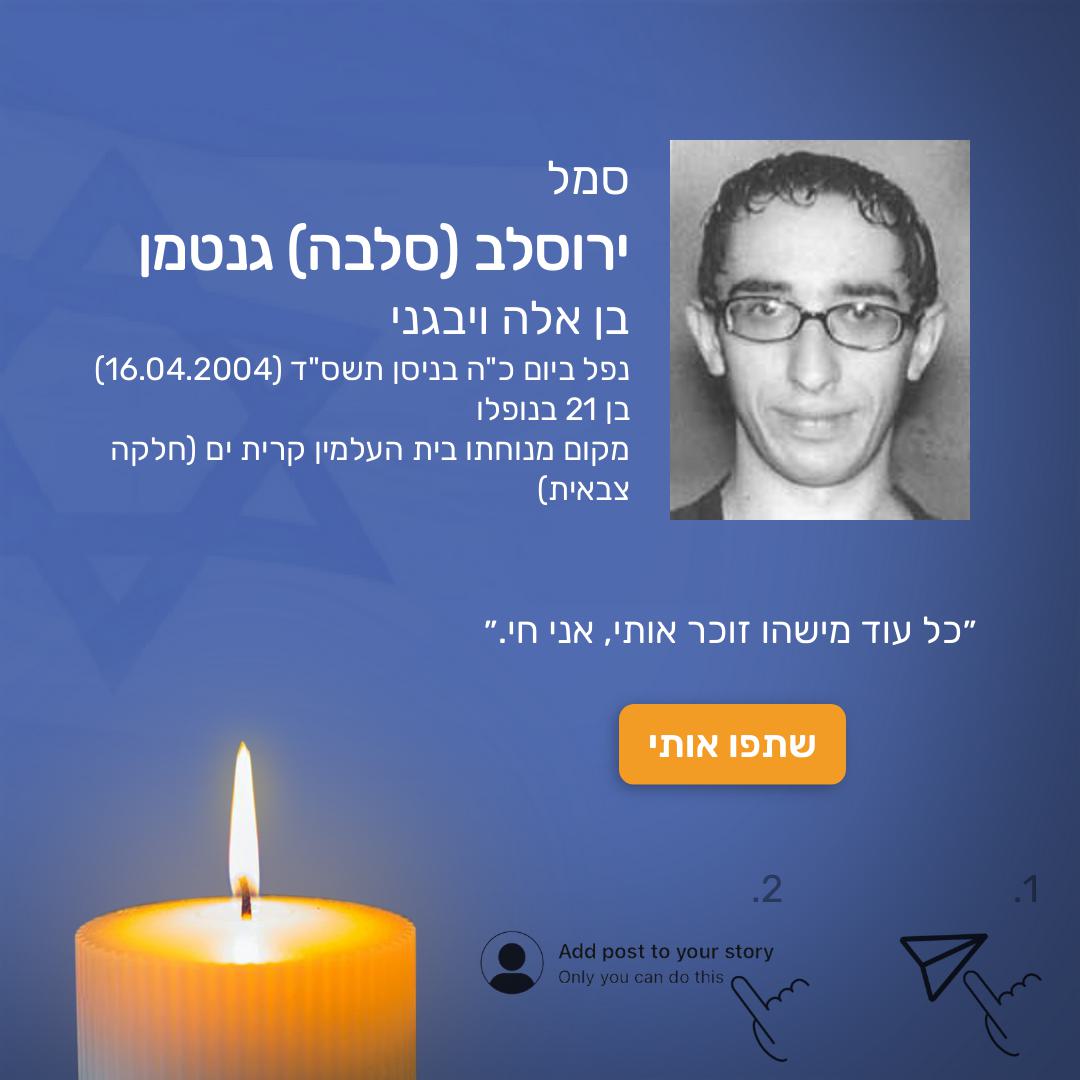 סמל
ירוסלב (סלבה) גנטמן
בן אלה ויבגני
נפל ביום כ"ה בניסן תשס"ד (16.04.2004)
בן 21 בנופלו
מקום מנוחתו בית העלמין קרית ים (חלקה
צבאית)
״כל עוד מישהו זוכר אותי, אני חי.״
שתפו אותי
1.
2.
Add post to your story
Only you can do this